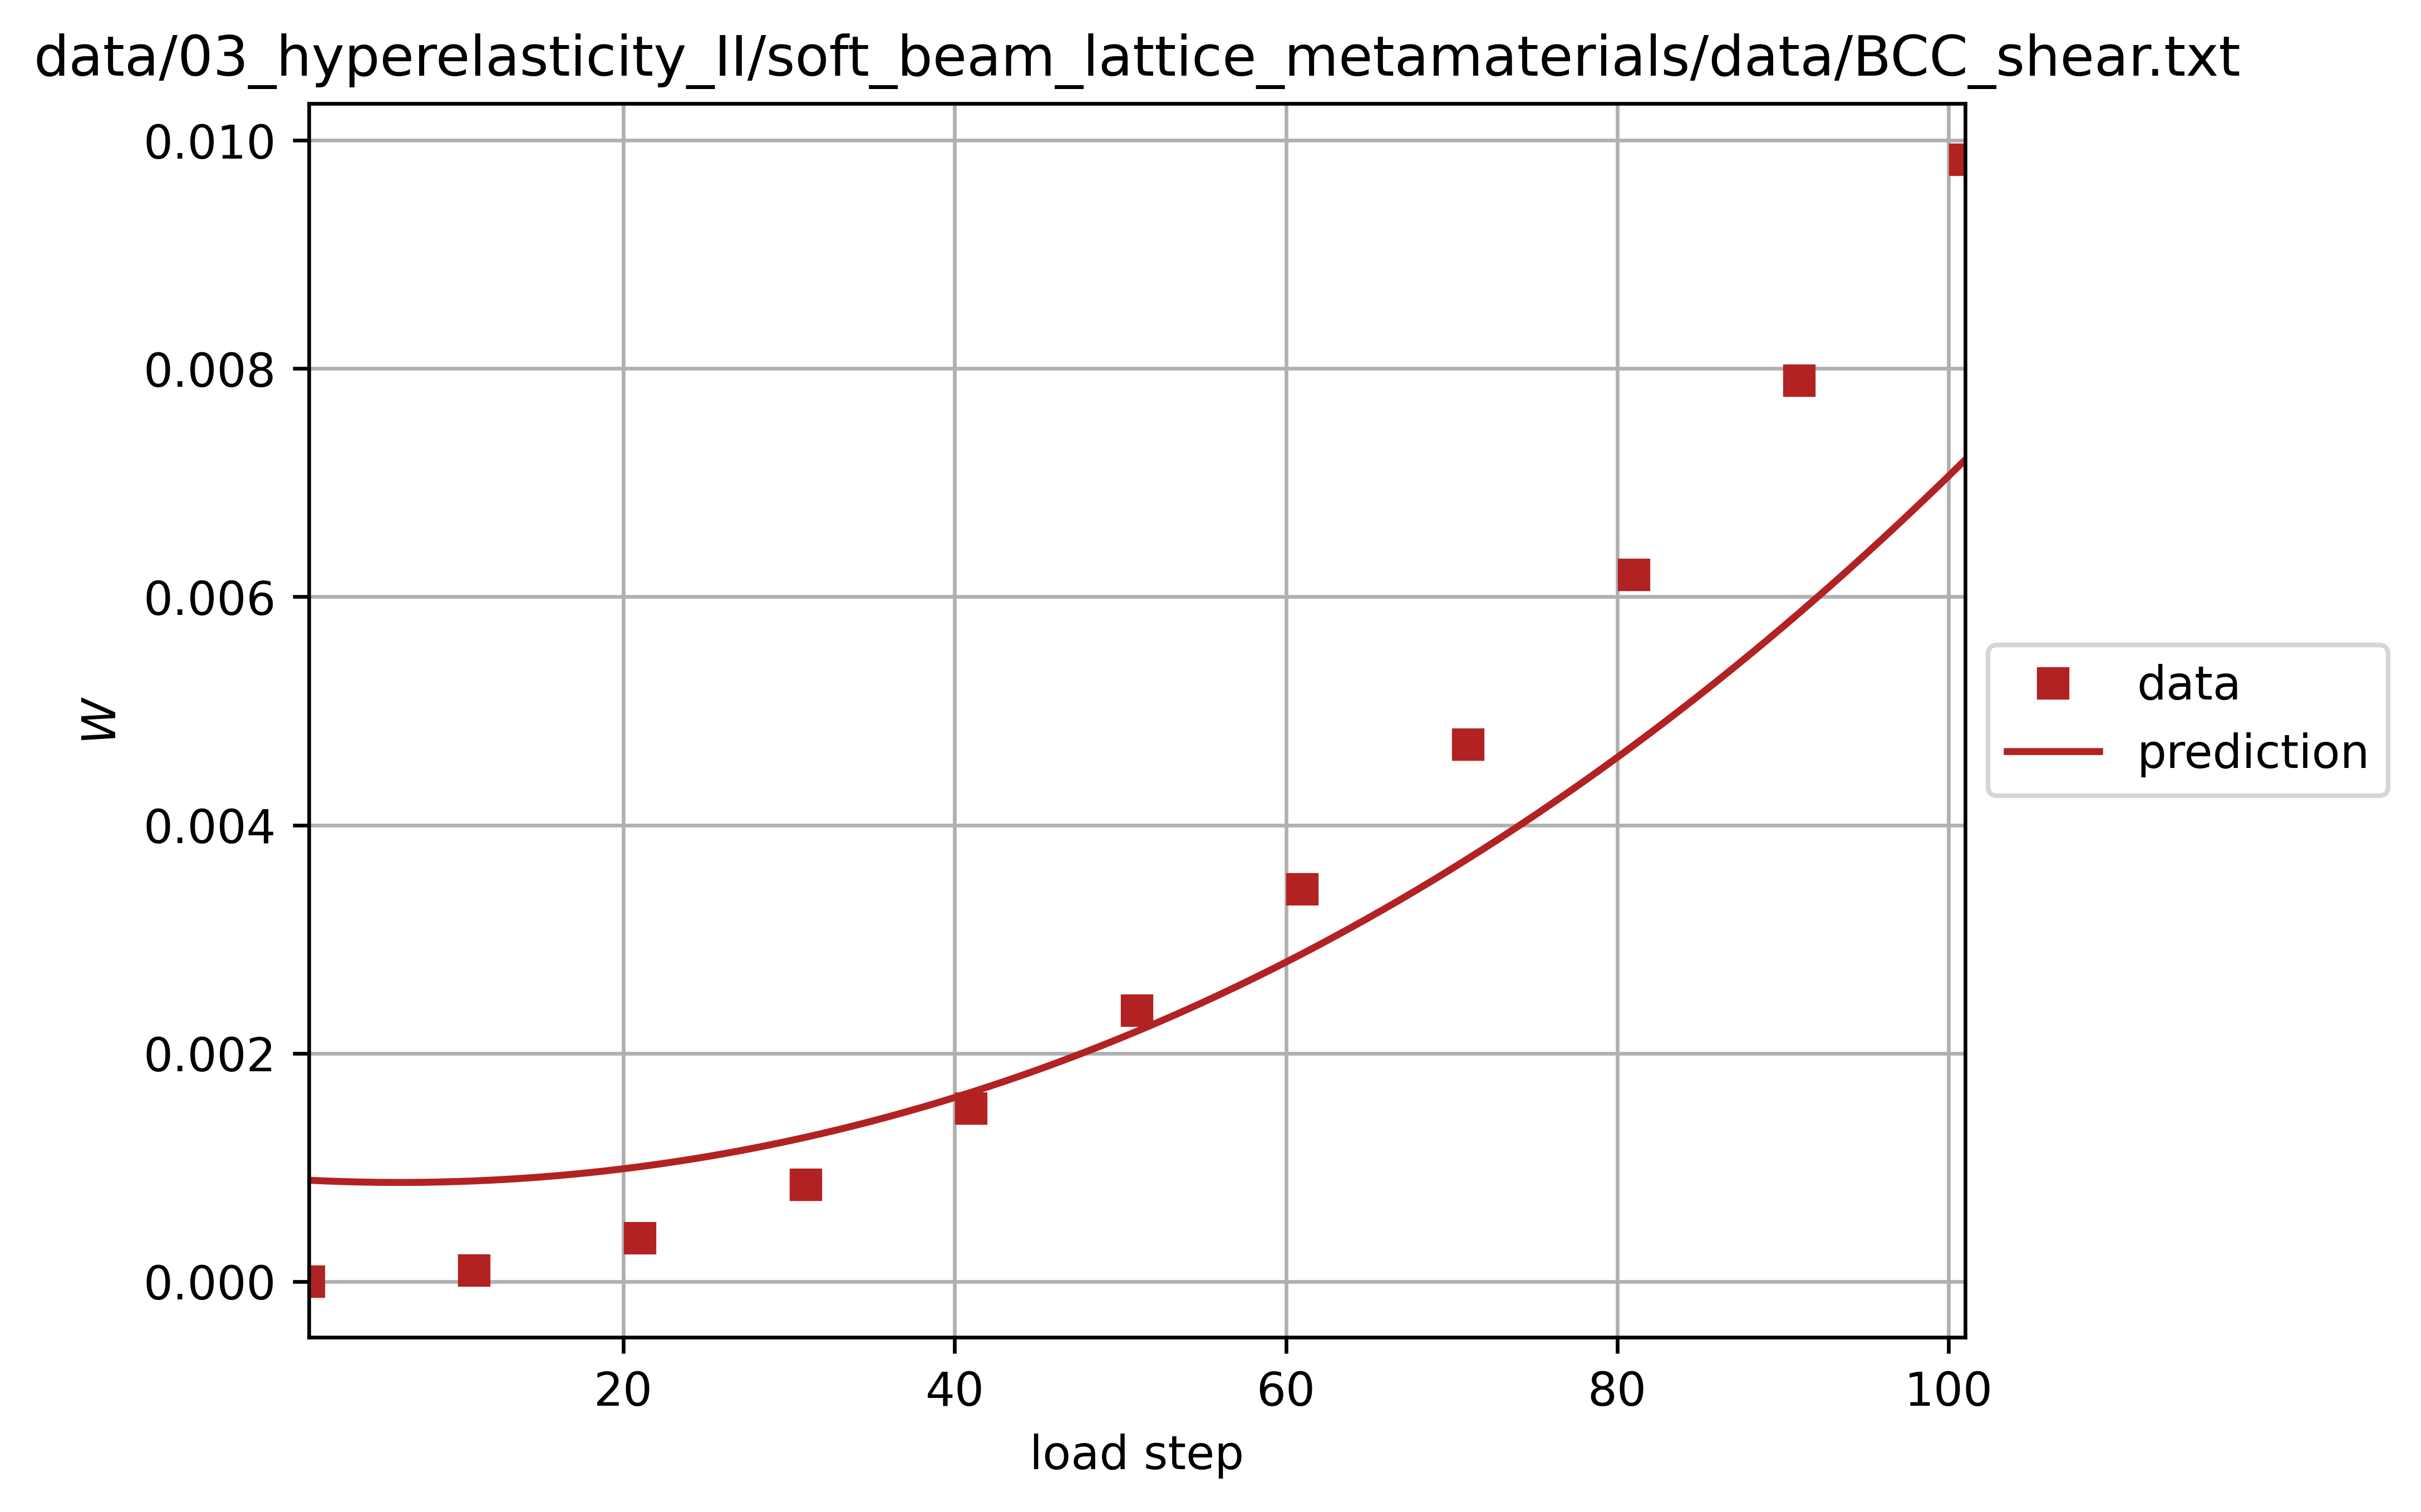 data/03_hyperelasticity_II/soft_beam_lattice_metamaterials/data/BCC_shear.txt
0.010
0.008
0.006
0.004
0.002
0.000
W
20 40 60 80 100
load step
data
prediction